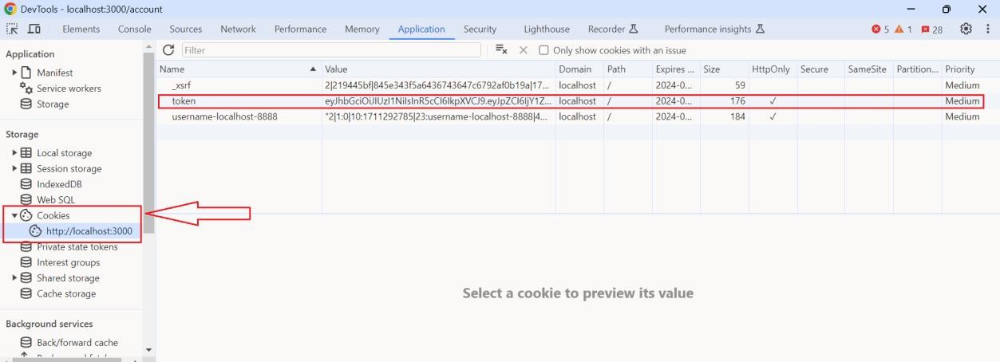 DevTools - localhost:3000/account
Elements Console Sources Network Performance Memory Application Security Lighthouse Recorder Performance insights 5 1 28
Application
Manifest
Service workers
Storage
Storage
Local storage
Session storage
IndexedDB
Web SQL
Cookies
http://localhost:3000
Private state tokens
Interest groups
Shared storage
Cache storage
Background services
Back/forward cache
Filter Only show cookies with an issue
Name Value Domain Path Expires ... Size HttpOnly Secure SameSite Partition... Priority
_xsrf 2|219445bf|845e343f5a6436743647c6792af0b19a|17... localhost / 2024-0... 59 Medium
token eyJhbGciOiJIUzI1NiIsInR5cCI6IkpXVCJ9.eyJpZCI6IjY1Z... localhost / 2024-0... 176 ✓ Medium
username-localhost-8888 "2|1:0|10:1711292785|23:username-localhost-8888|4... localhost / 2024-0... 184 ✓ Medium
Select a cookie to preview its value